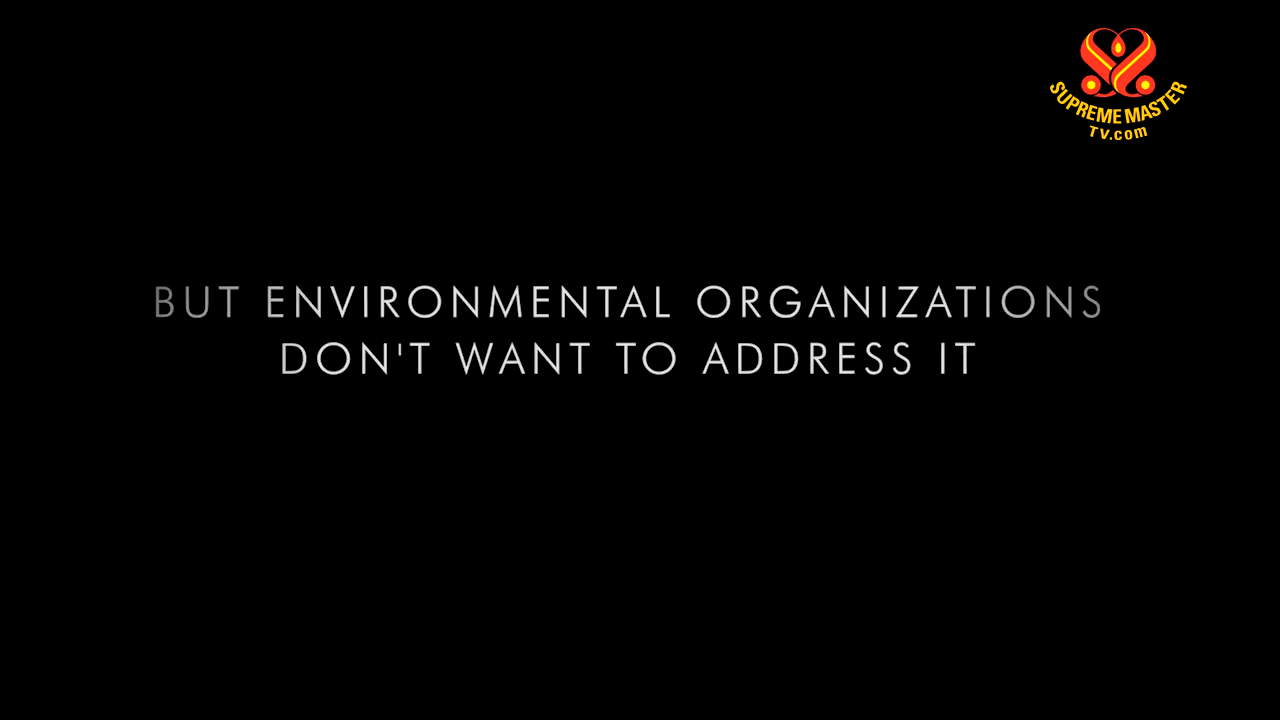 SUPREME MASTER
TV.com
BUT ENVIRONMENTAL ORGANIZATIONS
DON'T WANT TO ADDRESS IT